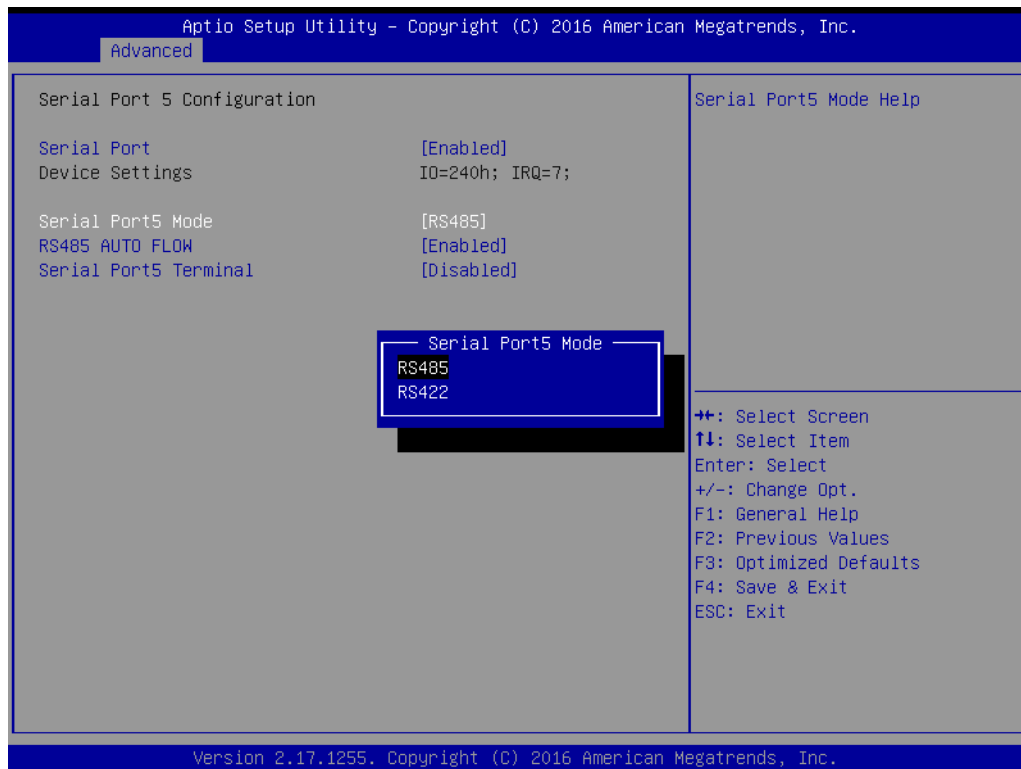 Aptio Setup Utility – Copyright (C) 2016 American Megatrends, Inc.
Advanced
Serial Port 5 Configuration
Serial Port [Enabled]
Device Settings IO=240h; IRQ=7;
Serial Port5 Mode [RS485]
RS485 AUTO FLOW [Enabled]
Serial Port5 Terminal [Disabled]
Serial Port5 Mode
RS485
RS422
Serial Port5 Mode Help
→←: Select Screen
↑↓: Select Item
Enter: Select
+/-: Change Opt.
F1: General Help
F2: Previous Values
F3: Optimized Defaults
F4: Save & Exit
ESC: Exit
Version 2.17.1255. Copyright (C) 2016 American Megatrends, Inc.